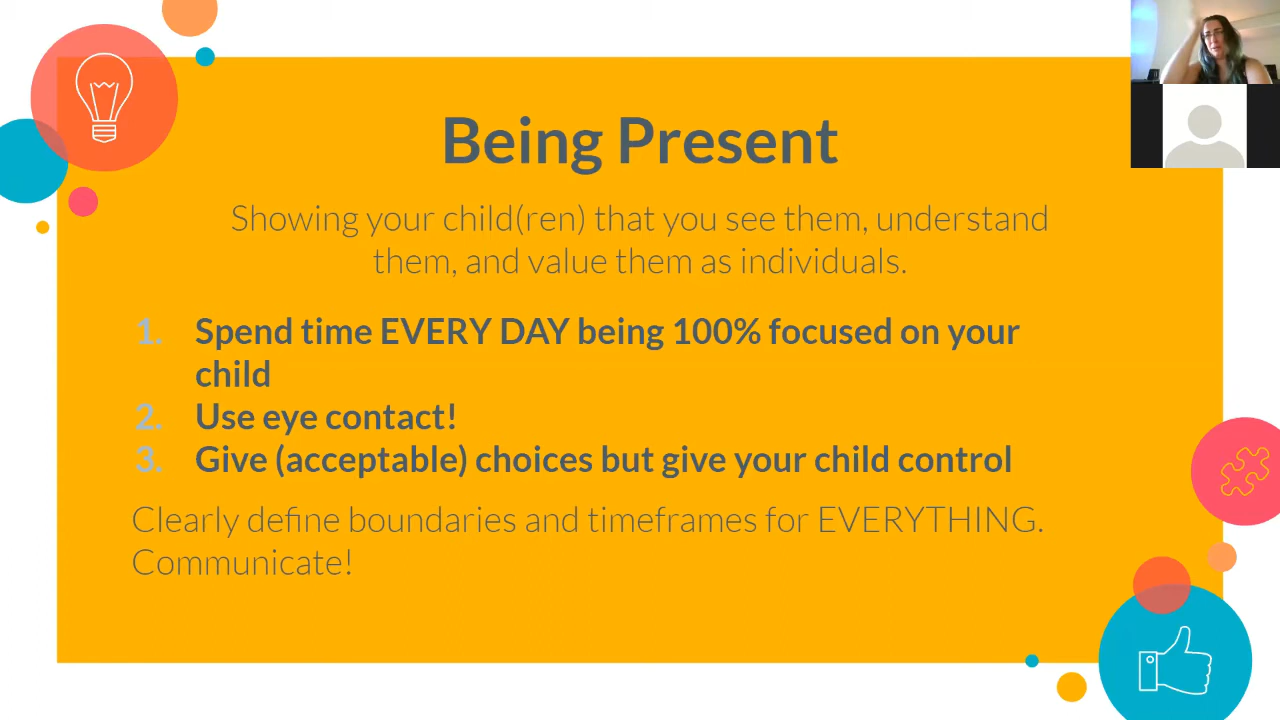 Being Present
Showing your child(ren) that you see them, understand
them, and value them as individuals.
1. Spend time EVERY DAY being 100% focused on your
child
2. Use eye contact!
3. Give (acceptable) choices but give your child control
Clearly define boundaries and timeframes for EVERYTHING.
Communicate!